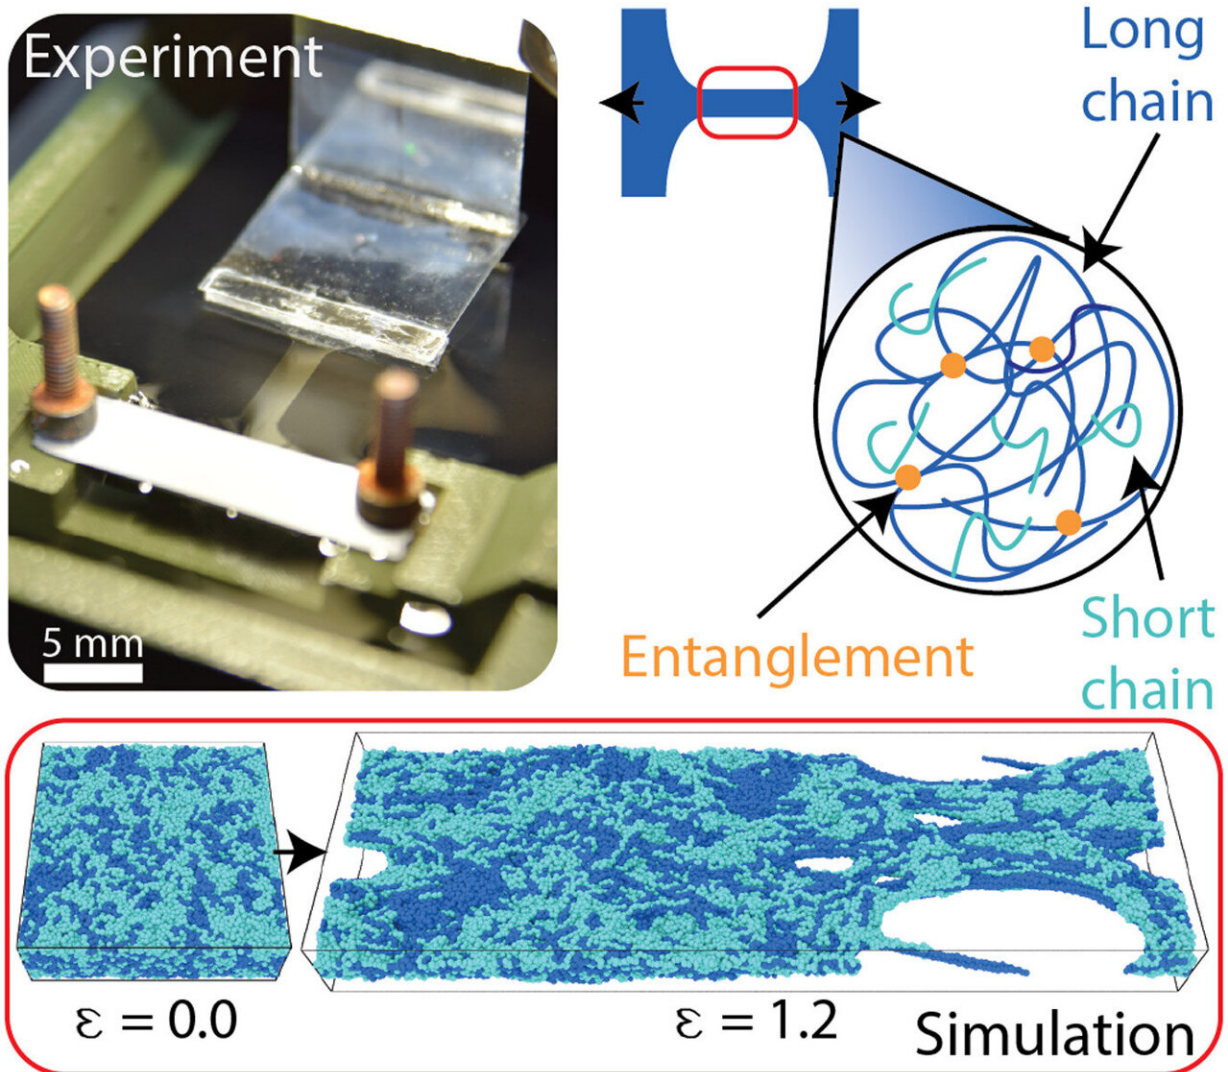 Experiment
5 mm
Long
chain
Entanglement
Short
chain
ε = 0.0
ε = 1.2
Simulation